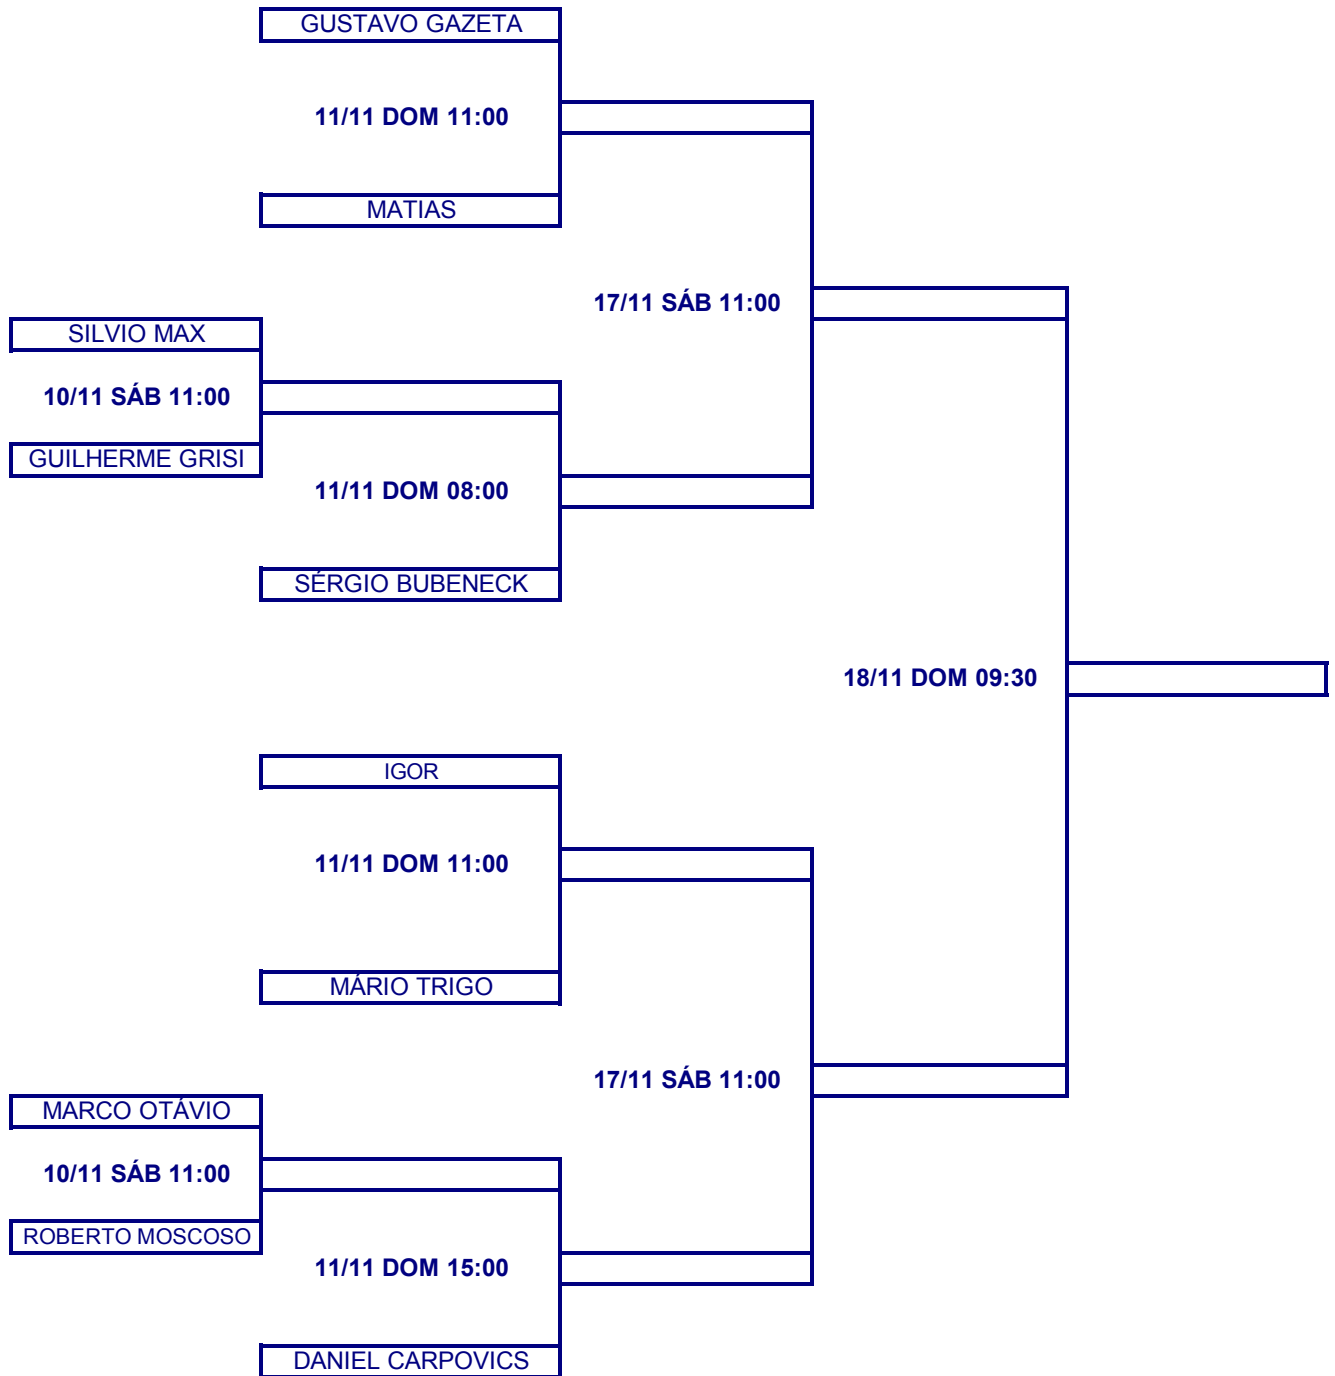 GUSTAVO GAZETA
11/11 DOM 11:00
MATIAS
17/11 SÁB 11:00
SILVIO MAX
10/11 SÁB 11:00
GUILHERME GRISI
11/11 DOM 08:00
SÉRGIO BUBENECK
18/11 DOM 09:30
IGOR
11/11 DOM 11:00
MÁRIO TRIGO
17/11 SÁB 11:00
MARCO OTÁVIO
10/11 SÁB 11:00
ROBERTO MOSCOSO
11/11 DOM 15:00
DANIEL CARPOVICS